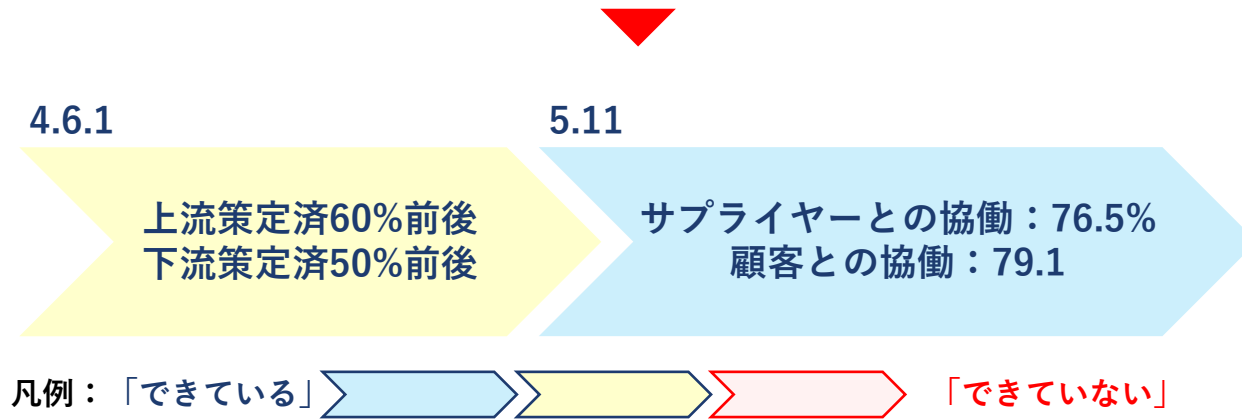 4.6.1
5.11
上流策定済60%前後
下流策定済50%前後
サプライヤーとの協働：76.5%
顧客との協働：79.1
凡例：「できている」
「できていない」